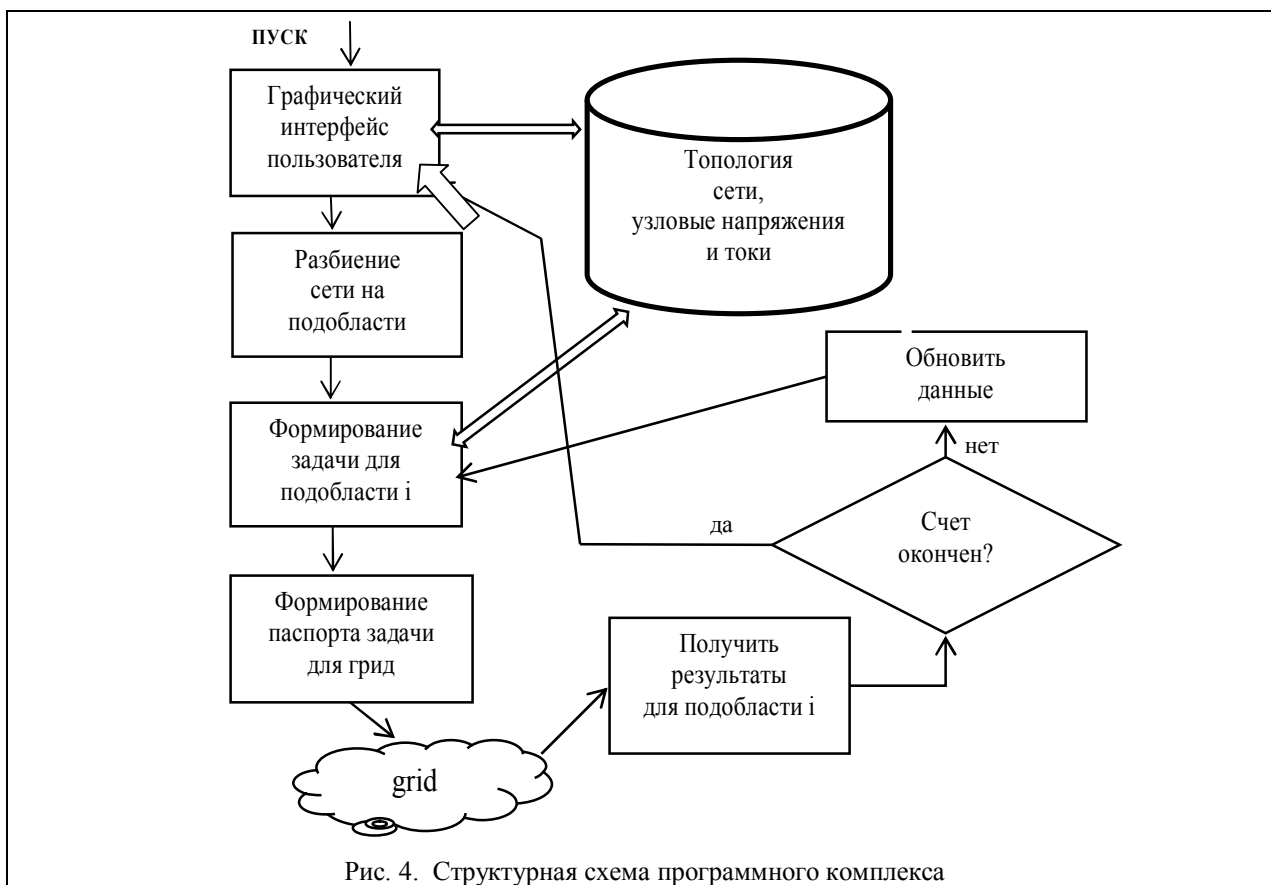 ПУСК
Графический
интерфейс
пользователя
Топология
сети,
узловые напряжения
и токи
Разбиение
сети на
подобласти
Обновить
данные
Формирование
задачи для
подобласти i
нет
да
Счет
окончен?
Формирование
паспорта задачи
для грид
Получить
результаты
для подобласти i
grid
Рис. 4. Структурная схема программного комплекса